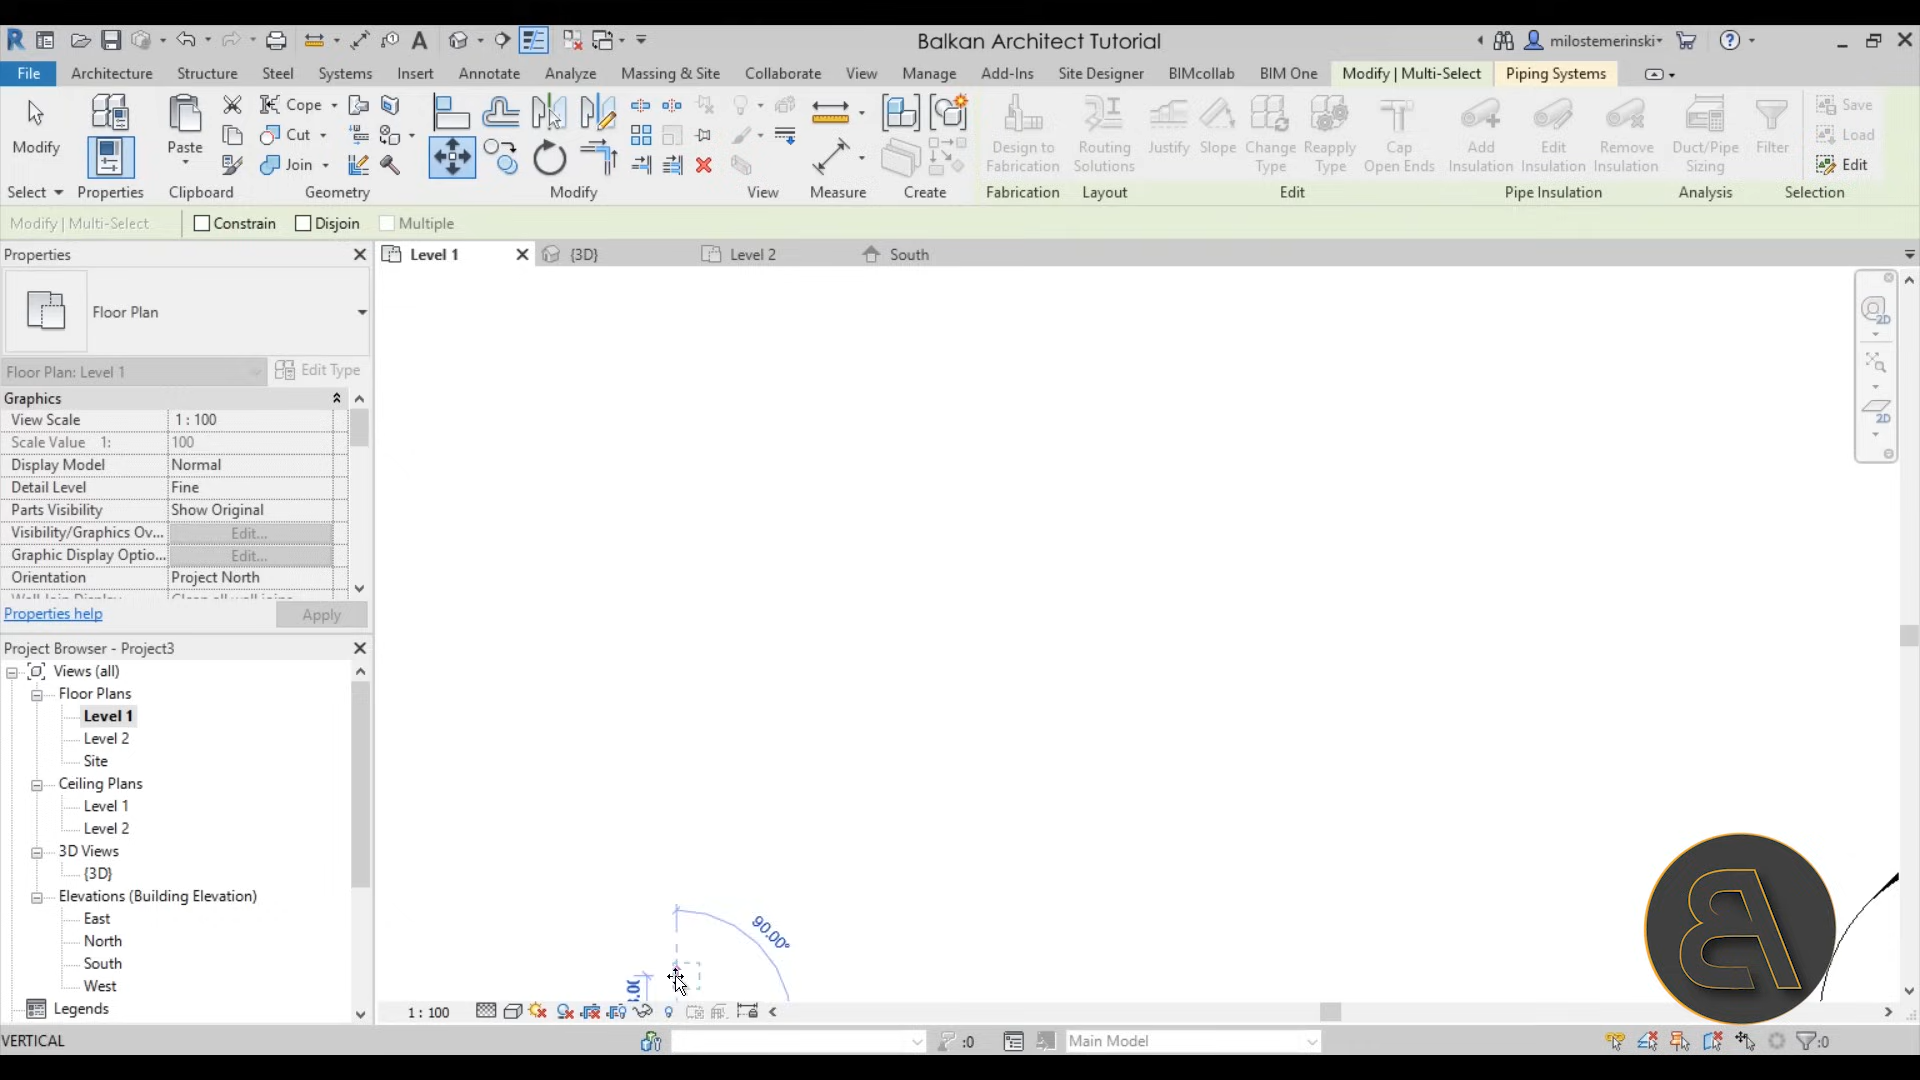 Balkan Architect Tutorial
milostemerinski
File Architecture Structure Steel Systems Insert Annotate Analyze Massing & Site Collaborate View Manage Add-Ins Site Designer BIMcollab BIM One Modify | Multi-Select Piping Systems
Modify
Properties
Paste
Cope
Cut
Join
Design to Fabrication
Routing Solutions
Justify
Slope
Change Type
Reapply Type
Cap Open Ends
Add Insulation
Edit Insulation
Remove Insulation
Duct/Pipe Sizing
Filter
Save
Load
Edit
Select Properties Clipboard Geometry Modify View Measure Create Fabrication Layout Edit Pipe Insulation Analysis Selection
Modify | Multi-Select Constrain Disjoin Multiple
Properties
Level 1 {3D} Level 2 South
2D
2D
Floor Plan
Floor Plan: Level 1 Edit Type
Graphics
View Scale 1 : 100
Scale Value 1: 100
Display Model Normal
Detail Level Fine
Parts Visibility Show Original
Visibility/Graphics Ov... Edit...
Graphic Display Optio... Edit...
Orientation Project North
Properties help Apply
Project Browser - Project3
Views (all)
Floor Plans
Level 1
Level 2
Site
Ceiling Plans
Level 1
Level 2
3D Views
{3D}
Elevations (Building Elevation)
East
North
South
West
Legends
90.00°
1 : 100
VERTICAL
:0
Main Model
:0